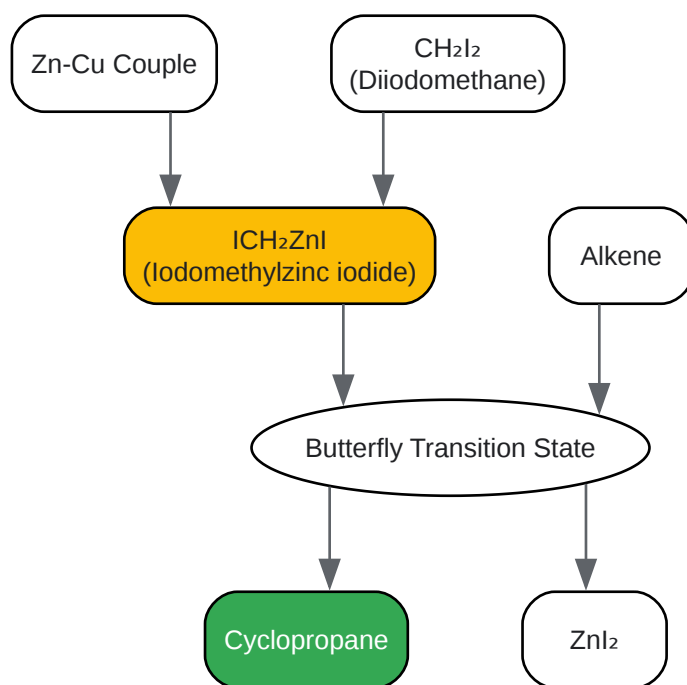 Zn-Cu Couple
CH₂I₂
(Diiodomethane)
ICH₂ZnI
(Iodomethylzinc iodide)
Alkene
Butterfly Transition State
Cyclopropane
ZnI₂